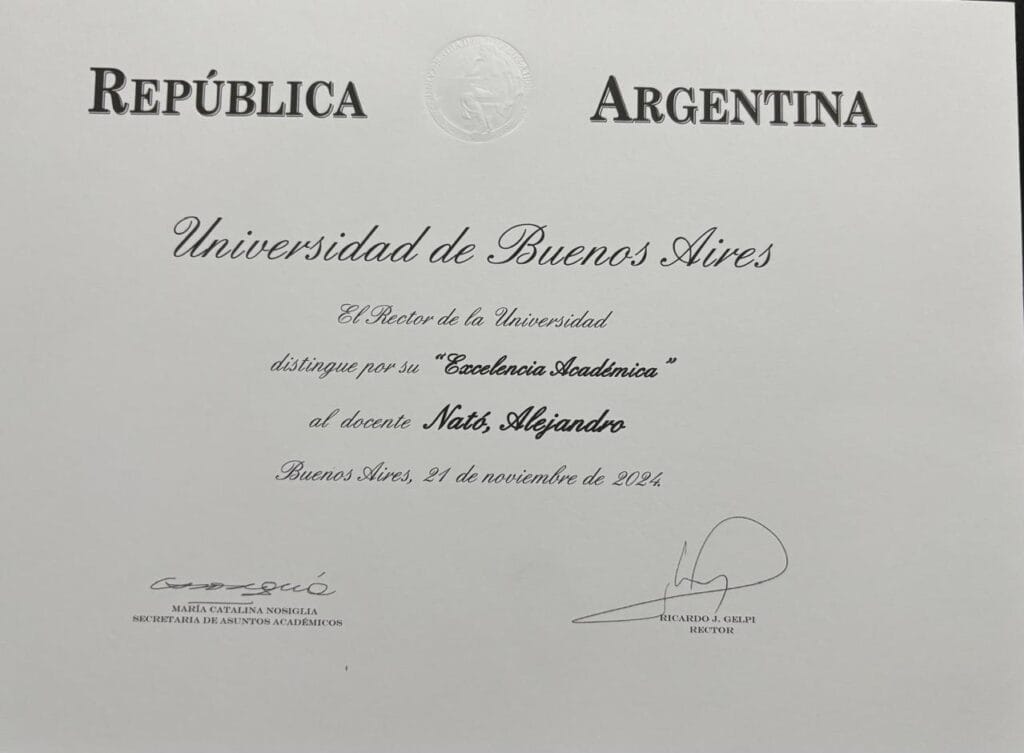 REPÚBLICA ARGENTINA
Universidad de Buenos Aires
El Rector de la Universidad
distingue por su "Excelencia Académica"
al docente Nató, Alejandro
Buenos Aires, 21 de noviembre de 2024.
MARÍA CATALINA NOSIGLIA
SECRETARIA DE ASUNTOS ACADÉMICOS
RICARDO J. GELPI
RECTOR